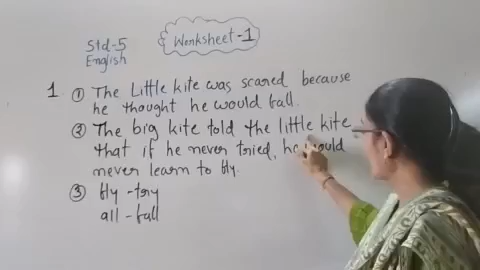 Std-5
English
Worksheet-1
1 ① The Little kite was scared because
he thought he would fall.
② The big kite told the little kite
that if he never tried, he would
never learn to fly.
③ fly - try
all - fall